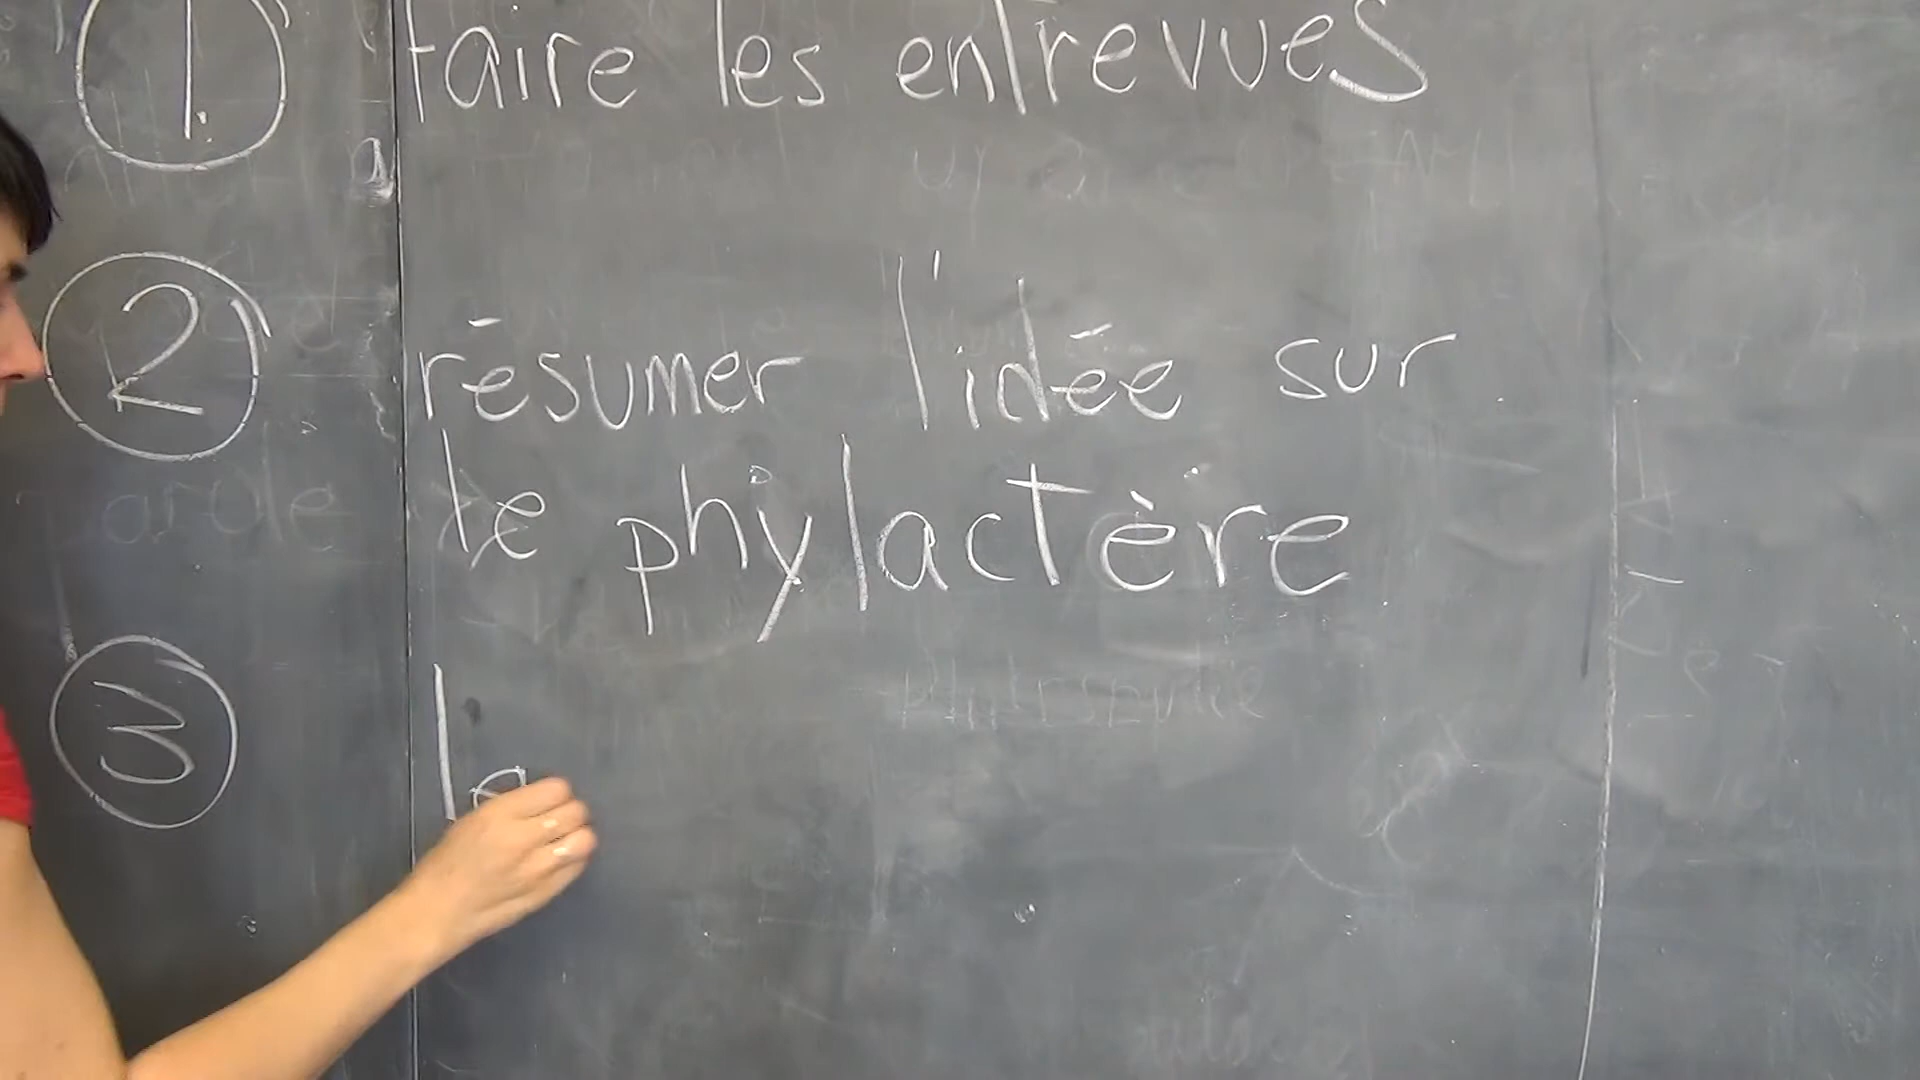 1. faire les entrevues
2 résumer l'idée sur
le phylactère
3 le